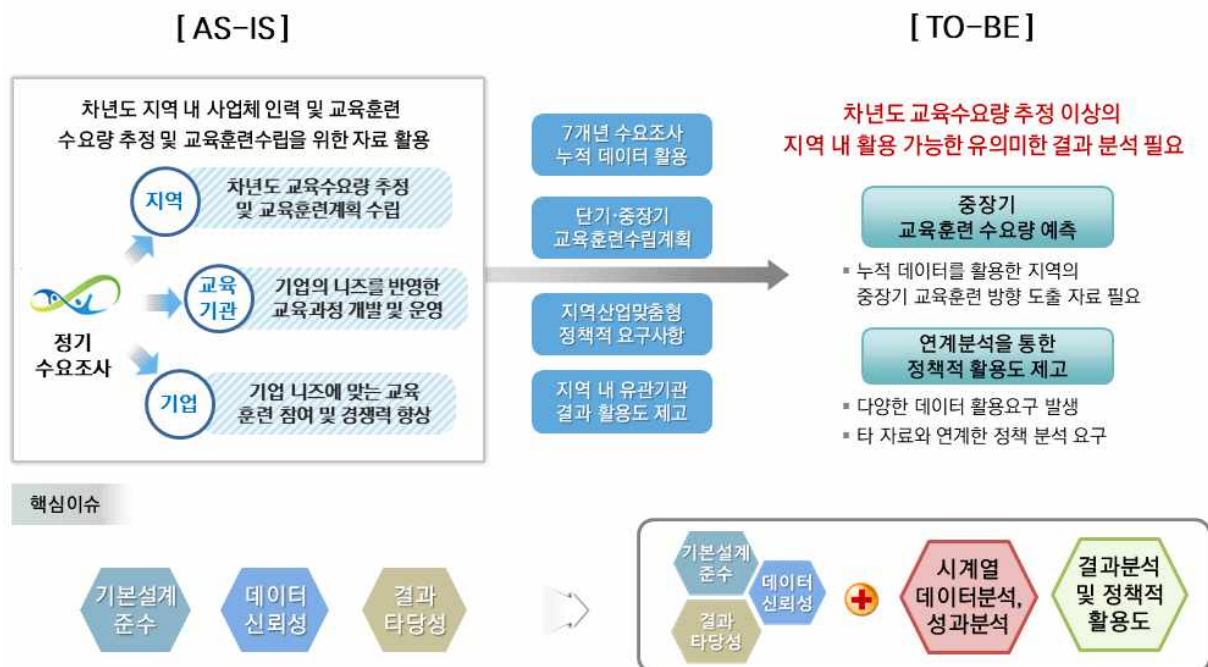 [ AS-IS ]
[ TO-BE ]
차년도 지역 내 사업체 인력 및 교육훈련
수요량 추정 및 교육훈련수립을 위한 자료 활용
정기
수요조사
지역
차년도 교육수요량 추정
및 교육훈련계획 수립
교육
기관
기업의 니즈를 반영한
교육과정 개발 및 운영
기업
기업 니즈에 맞는 교육
훈련 참여 및 경쟁력 향상
7개년 수요조사
누적 데이터 활용
단기·중장기
교육훈련수립계획
지역산업맞춤형
정책적 요구사항
지역 내 유관기관
결과 활용도 제고
차년도 교육수요량 추정 이상의
지역 내 활용 가능한 유의미한 결과 분석 필요
중장기
교육훈련 수요량 예측
▪ 누적 데이터를 활용한 지역의
중장기 교육훈련 방향 도출 자료 필요
연계분석을 통한
정책적 활용도 제고
▪ 다양한 데이터 활용요구 발생
▪ 타 자료와 연계한 정책 분석 요구
핵심이슈
기본설계
준수
데이터
신뢰성
결과
타당성
기본설계
준수
데이터
신뢰성
결과
타당성
시계열
데이터분석,
성과분석
결과분석
및 정책적
활용도